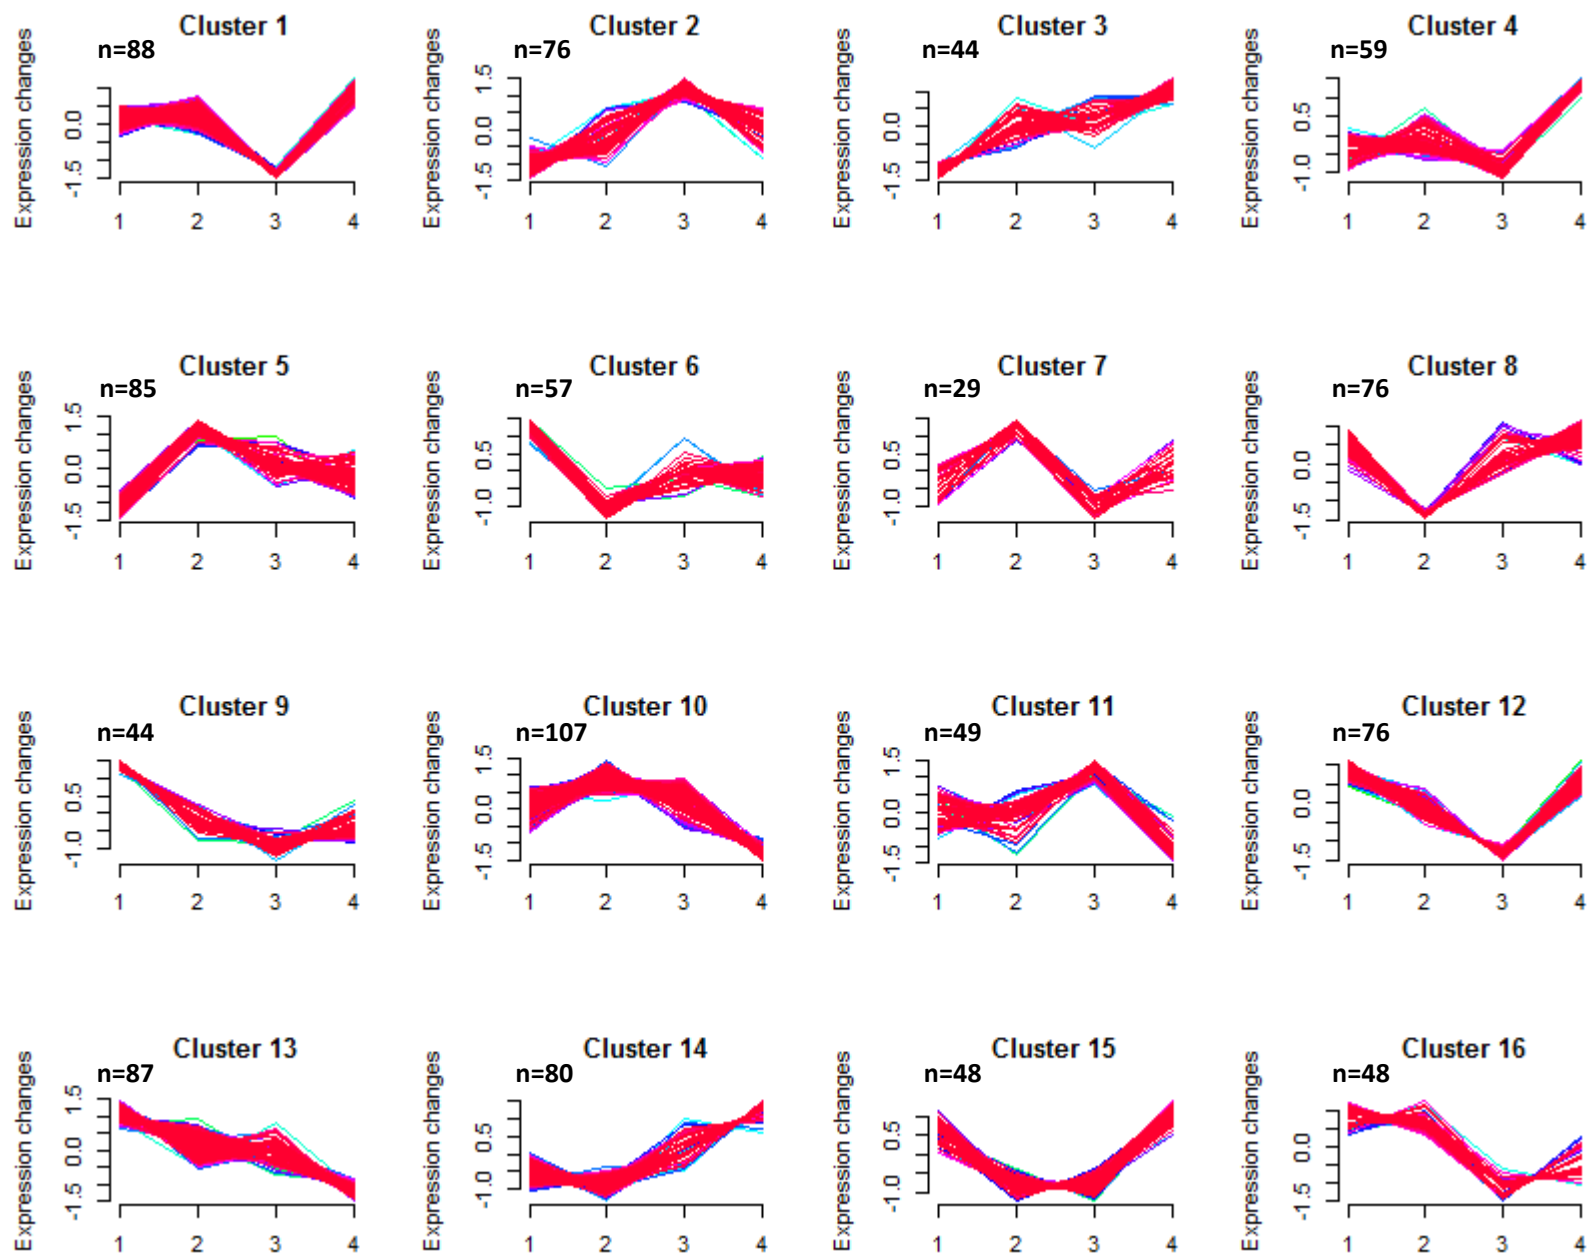 Cluster 1
n=88
Expression changes
0.0
-1.5
1 2 3 4
Cluster 2
n=76
Expression changes
1.5
0.0
-1.5
1 2 3 4
Cluster 3
n=44
Expression changes
0.0
-1.5
1 2 3 4
Cluster 4
n=59
Expression changes
0.5
-1.0
1 2 3 4
Cluster 5
n=85
Expression changes
1.5
0.0
-1.5
1 2 3 4
Cluster 6
n=57
Expression changes
0.5
-1.0
1 2 3 4
Cluster 7
n=29
Expression changes
0.5
-1.0
1 2 3 4
Cluster 8
n=76
Expression changes
0.0
-1.5
1 2 3 4
Cluster 9
n=44
Expression changes
0.5
-1.0
1 2 3 4
Cluster 10
n=107
Expression changes
1.5
0.0
-1.5
1 2 3 4
Cluster 11
n=49
Expression changes
1.5
0.0
-1.5
1 2 3 4
Cluster 12
n=76
Expression changes
0.0
-1.5
1 2 3 4
Cluster 13
n=87
Expression changes
1.5
0.0
-1.5
1 2 3 4
Cluster 14
n=80
Expression changes
0.5
-1.0
1 2 3 4
Cluster 15
n=48
Expression changes
0.5
-1.0
1 2 3 4
Cluster 16
n=48
Expression changes
0.0
-1.5
1 2 3 4